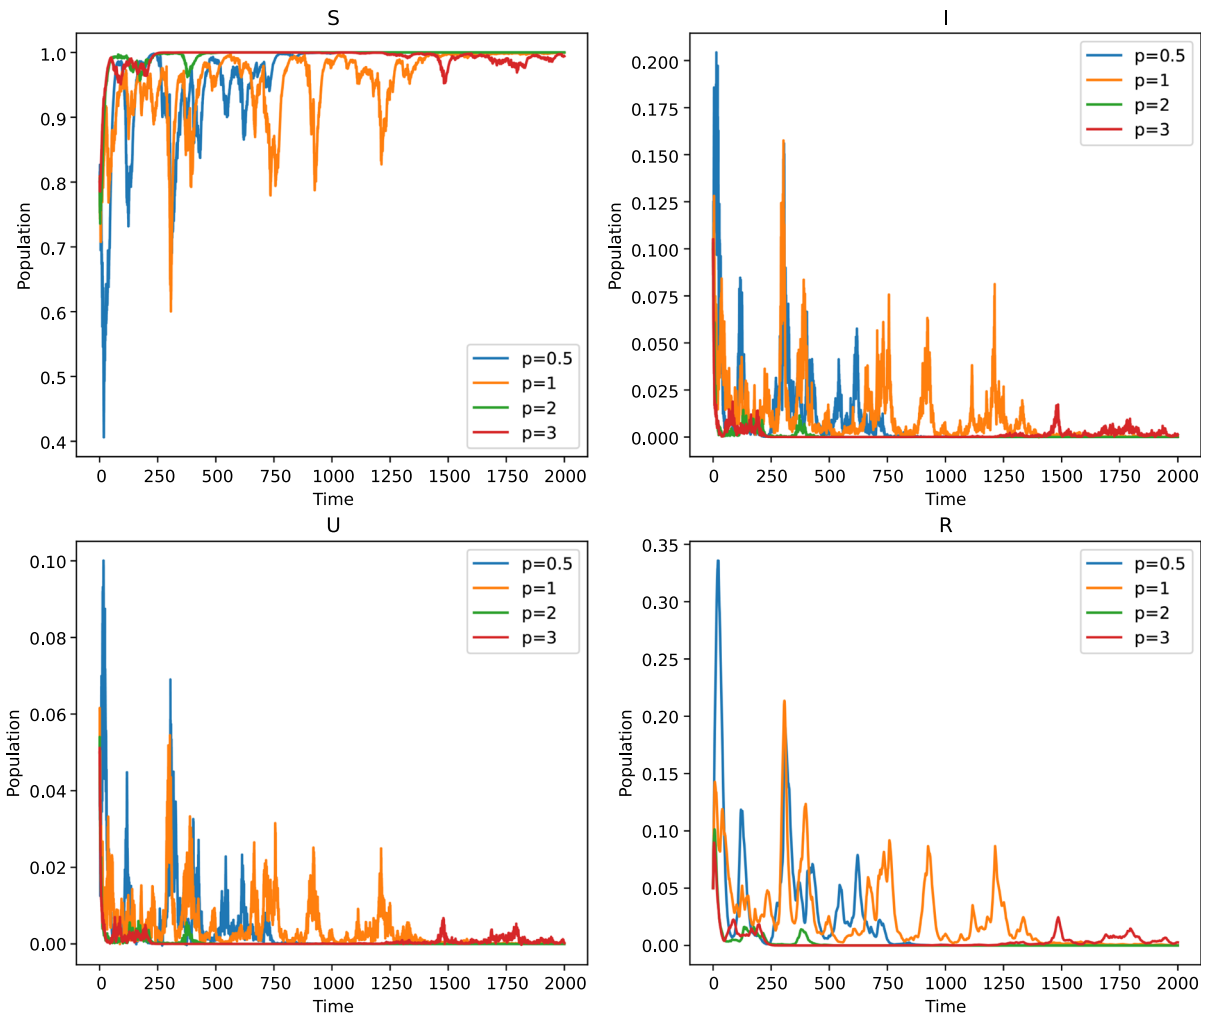 S
1.0
0.9
0.8
0.7
0.6
0.5
0.4
Population
p=0.5
p=1
p=2
p=3
0 250 500 750 1000 1250 1500 1750 2000
Time
I
0.200
0.175
0.150
0.125
0.100
0.075
0.050
0.025
0.000
Population
p=0.5
p=1
p=2
p=3
0 250 500 750 1000 1250 1500 1750 2000
Time
U
0.10
0.08
0.06
0.04
0.02
0.00
Population
p=0.5
p=1
p=2
p=3
0 250 500 750 1000 1250 1500 1750 2000
Time
R
0.35
0.30
0.25
0.20
0.15
0.10
0.05
0.00
Population
p=0.5
p=1
p=2
p=3
0 250 500 750 1000 1250 1500 1750 2000
Time